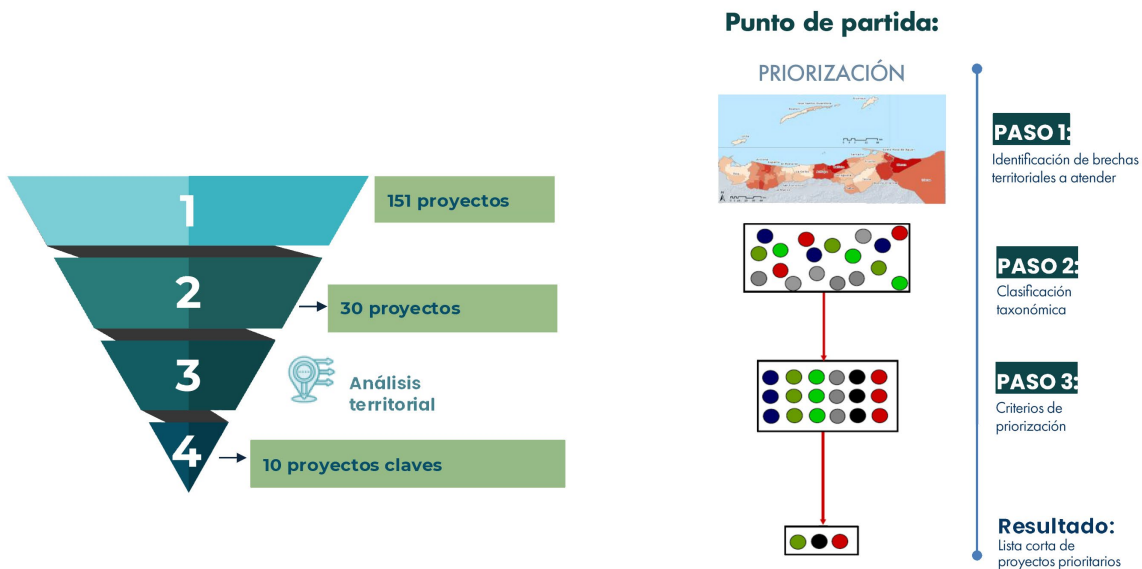 1
151 proyectos
2
30 proyectos
3
Análisis
territorial
4
10 proyectos claves
Punto de partida:
PRIORIZACIÓN
PASO 1:
Identificación de brechas
territoriales a atender
PASO 2:
Clasificación
taxonómica
PASO 3:
Criterios de
priorización
Resultado:
Lista corta de
proyectos prioritarios